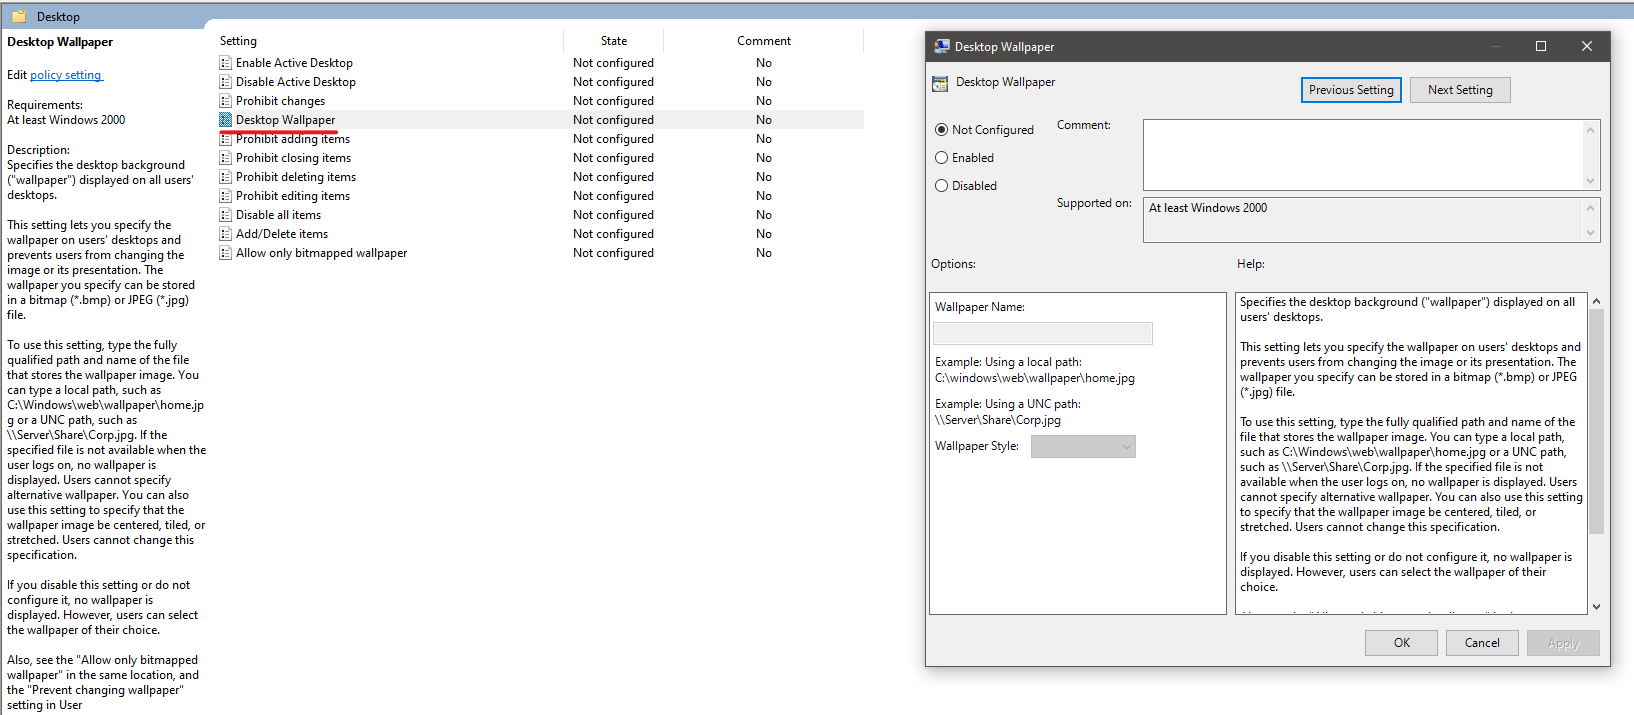 Desktop
Desktop Wallpaper
Edit policy setting
Requirements:
At least Windows 2000
Description:
Specifies the desktop background
("wallpaper") displayed on all users'
desktops.
This setting lets you specify the
wallpaper on users' desktops and
prevents users from changing the
image or its presentation. The
wallpaper you specify can be stored
in a bitmap (*.bmp) or JPEG (*.jpg)
file.
To use this setting, type the fully
qualified path and name of the file
that stores the wallpaper image. You
can type a local path, such as
C:\Windows\web\wallpaper\home.jp
g or a UNC path, such as
\\Server\Share\Corp.jpg. If the
specified file is not available when the
user logs on, no wallpaper is
displayed. Users cannot specify
alternative wallpaper. You can also
use this setting to specify that the
wallpaper image be centered, tiled, or
stretched. Users cannot change this
specification.
If you disable this setting or do not
configure it, no wallpaper is
displayed. However, users can select
the wallpaper of their choice.
Also, see the "Allow only bitmapped
wallpaper" in the same location, and
the "Prevent changing wallpaper"
setting in User
Setting State Comment
Enable Active Desktop Not configured No
Disable Active Desktop Not configured No
Prohibit changes Not configured No
Desktop Wallpaper Not configured No
Prohibit adding items Not configured No
Prohibit closing items Not configured No
Prohibit deleting items Not configured No
Prohibit editing items Not configured No
Disable all items Not configured No
Add/Delete items Not configured No
Allow only bitmapped wallpaper Not configured No
Desktop Wallpaper
Desktop Wallpaper
Previous Setting Next Setting
Not Configured
Enabled
Disabled
Comment:
Supported on:
At least Windows 2000
Options:
Help:
Wallpaper Name:
Example: Using a local path:
C:\windows\web\wallpaper\home.jpg
Example: Using a UNC path:
\\Server\Share\Corp.jpg
Wallpaper Style:
Specifies the desktop background ("wallpaper") displayed on all
users' desktops.
This setting lets you specify the wallpaper on users' desktops and
prevents users from changing the image or its presentation. The
wallpaper you specify can be stored in a bitmap (*.bmp) or JPEG
(*.jpg) file.
To use this setting, type the fully qualified path and name of the
file that stores the wallpaper image. You can type a local path,
such as C:\Windows\web\wallpaper\home.jpg or a UNC path,
such as \\Server\Share\Corp.jpg. If the specified file is not
available when the user logs on, no wallpaper is displayed. Users
cannot specify alternative wallpaper. You can also use this setting
to specify that the wallpaper image be centered, tiled, or
stretched. Users cannot change this specification.
If you disable this setting or do not configure it, no wallpaper is
displayed. However, users can select the wallpaper of their
choice.
OK Cancel Apply